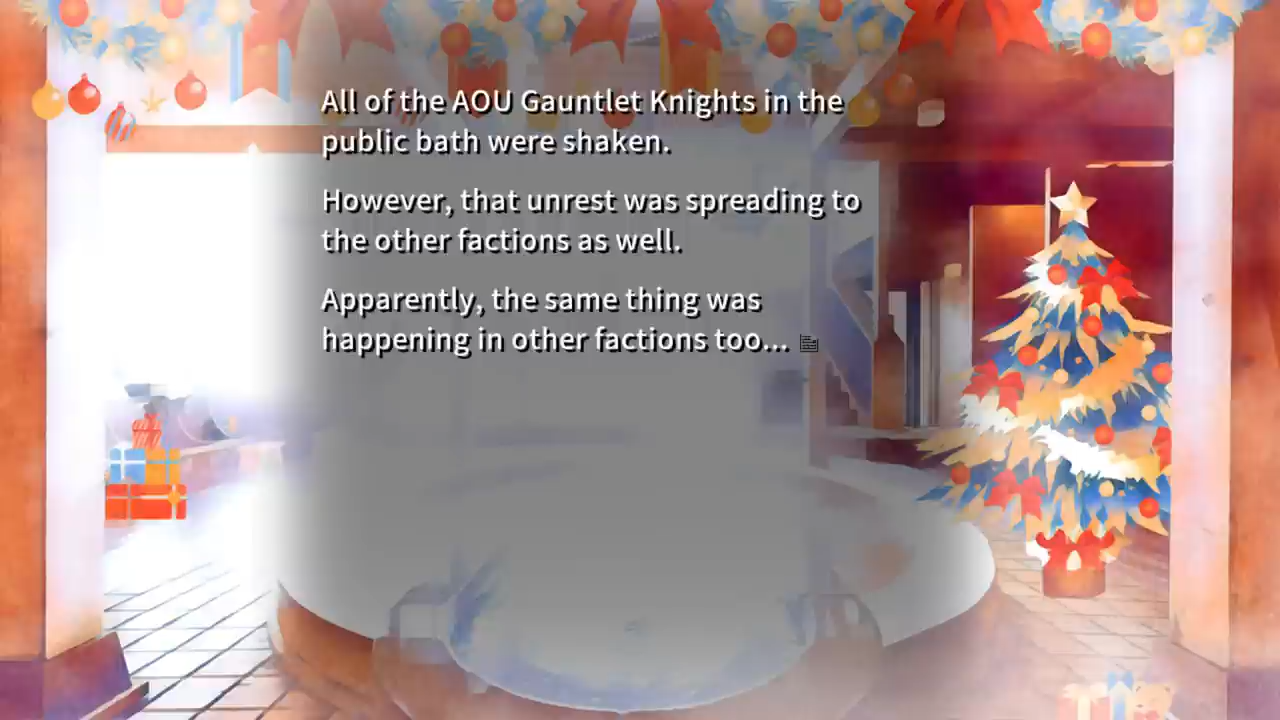 All of the AOU Gauntlet Knights in the
public bath were shaken.
However, that unrest was spreading to
the other factions as well.
Apparently, the same thing was
happening in other factions too...